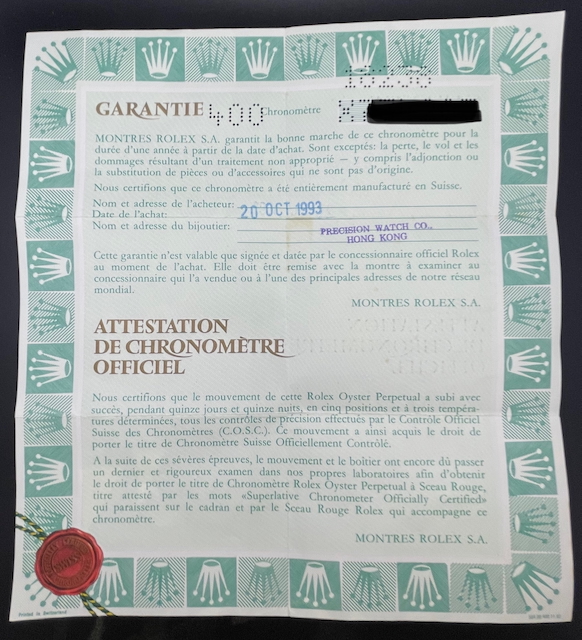 18238
GARANTIE 400 Chronomètre
MONTRES ROLEX S.A. garantit la bonne marche de ce chronomètre pour la
durée d'une année à partir de la date d'achat. Sont exceptés: la perte, le vol et les
dommages résultant d'un traitement non approprié — y compris l'adjonction ou
la substitution de pièces ou d'accessoires qui ne sont pas d'origine.
Nous certifions que ce chronomètre a été entièrement manufacturé en Suisse.
Nom et adresse de l'acheteur:
Date de l'achat: 20 OCT 1993
Nom et adresse du bijoutier: PRECISION WATCH CO.,
HONG KONG
Cette garantie n'est valable que signée et datée par le concessionnaire officiel Rolex
au moment de l'achat. Elle doit être remise avec la montre à examiner au
concessionnaire qui l'a vendue ou à l'une des principales adresses de notre réseau
mondial.
MONTRES ROLEX S.A.
ATTESTATION
DE CHRONOMÈTRE
OFFICIEL
Nous certifions que le mouvement de cette Rolex Oyster Perpetual a subi avec
succès, pendant quinze jours et quinze nuits, en cinq positions et à trois tempéra-
tures déterminées, tous les contrôles de précision effectués par le Contrôle Officiel
Suisse des Chronomètres (C.O.S.C.). Ce mouvement a ainsi acquis le droit de
porter le titre de Chronomètre Suisse Officiellement Contrôlé.
A la suite de ces sévères épreuves, le mouvement et le boîtier ont encore dû passer
un dernier et rigoureux examen dans nos propres laboratoires afin d'obtenir
le droit de porter le titre de Chronomètre Rolex Oyster Perpetual à Sceau Rouge,
titre attesté par les mots «Superlative Chronometer Officially Certified»
qui paraissent sur le cadran et par le Sceau Rouge Rolex qui accompagne ce
chronomètre.
MONTRES ROLEX S.A.
Printed in Switzerland